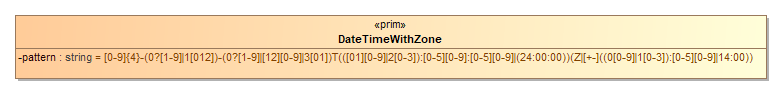 «prim»
DateTimeWithZone
-pattern : string = [0-9]{4}-(0?[1-9]|1[012])-(0?[1-9]|[12][0-9]|3[01])T(([01][0-9]|2[0-3]):[0-5][0-9]:[0-5][0-9]|(24:00:00))(Z|[+-]((0[0-9]|1[0-3]):[0-5][0-9]|14:00))